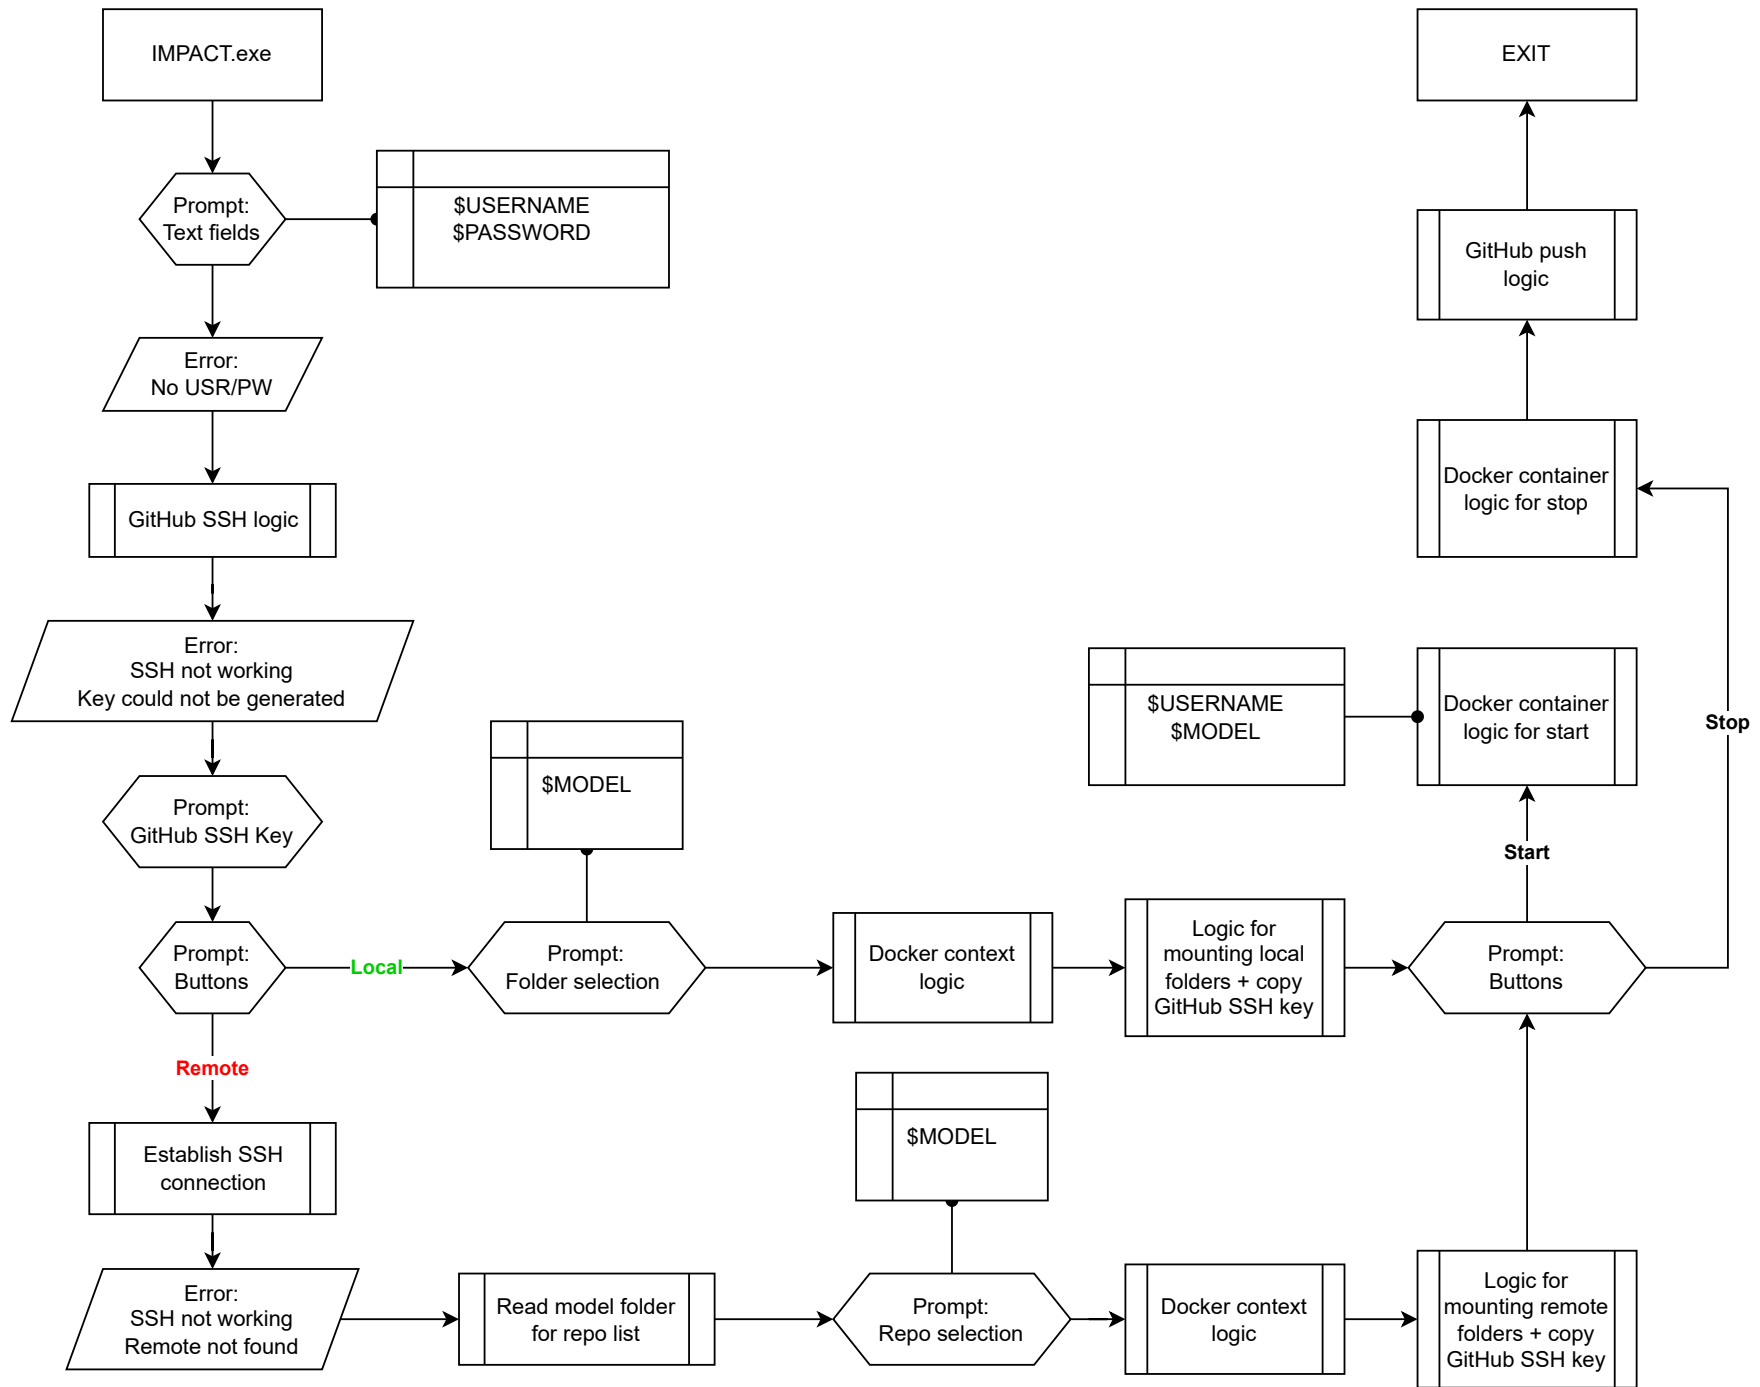 IMPACT.exe
EXIT
Prompt:
Text fields
$USERNAME
$PASSWORD
GitHub push
logic
Error:
No USR/PW
GitHub SSH logic
Docker container
logic for stop
Error:
SSH not working
Key could not be generated
$USERNAME
$MODEL
Docker container
logic for start
Stop
Prompt:
GitHub SSH Key
$MODEL
Start
Prompt:
Buttons
Local
Prompt:
Folder selection
Docker context
logic
Logic for
mounting local
folders + copy
GitHub SSH key
Prompt:
Buttons
Remote
Establish SSH
connection
$MODEL
Error:
SSH not working
Remote not found
Read model folder
for repo list
Prompt:
Repo selection
Docker context
logic
Logic for
mounting remote
folders + copy
GitHub SSH key